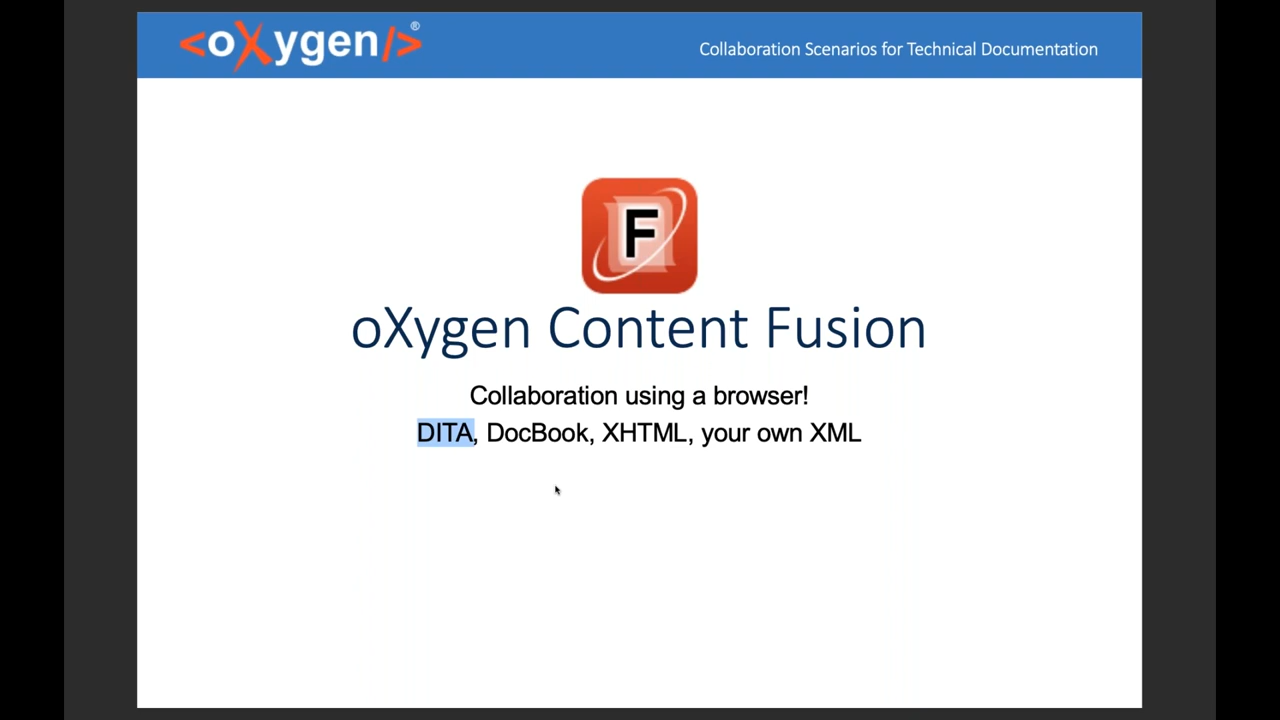 <oXygen/>®
Collaboration Scenarios for Technical Documentation
F
oXygen Content Fusion
Collaboration using a browser!
DITA, DocBook, XHTML, your own XML